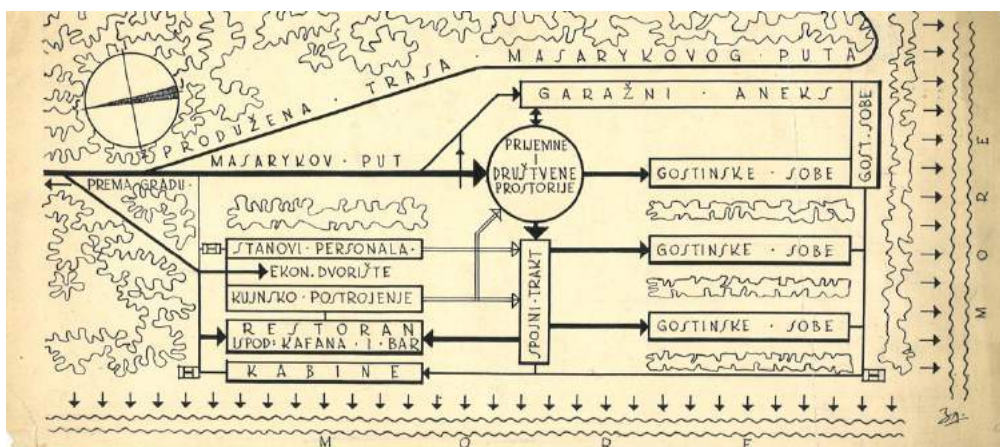 PRODUŽENA · TRASA · MASARYKOVOG · PUTA
GARAŽNI · ANEKS
GOST. SOBE
PRIJEMNE
I
DRUŠTVENE
PROSTORIJE
MASARYKOV · PUT
GOSTINSKE · SOBE
PREMA GRADU ·
STANOVI · PERSONALA ·
SPOJNI · TRAKT
GOSTINSKE · SOBE
EKON. DVORIŠTE
KUJNSKO · POSTROJENJE
RESTORAN
ISPOD: KAFANA · I · BAR
GOSTINSKE · SOBE
KABINE
MORE
MORE